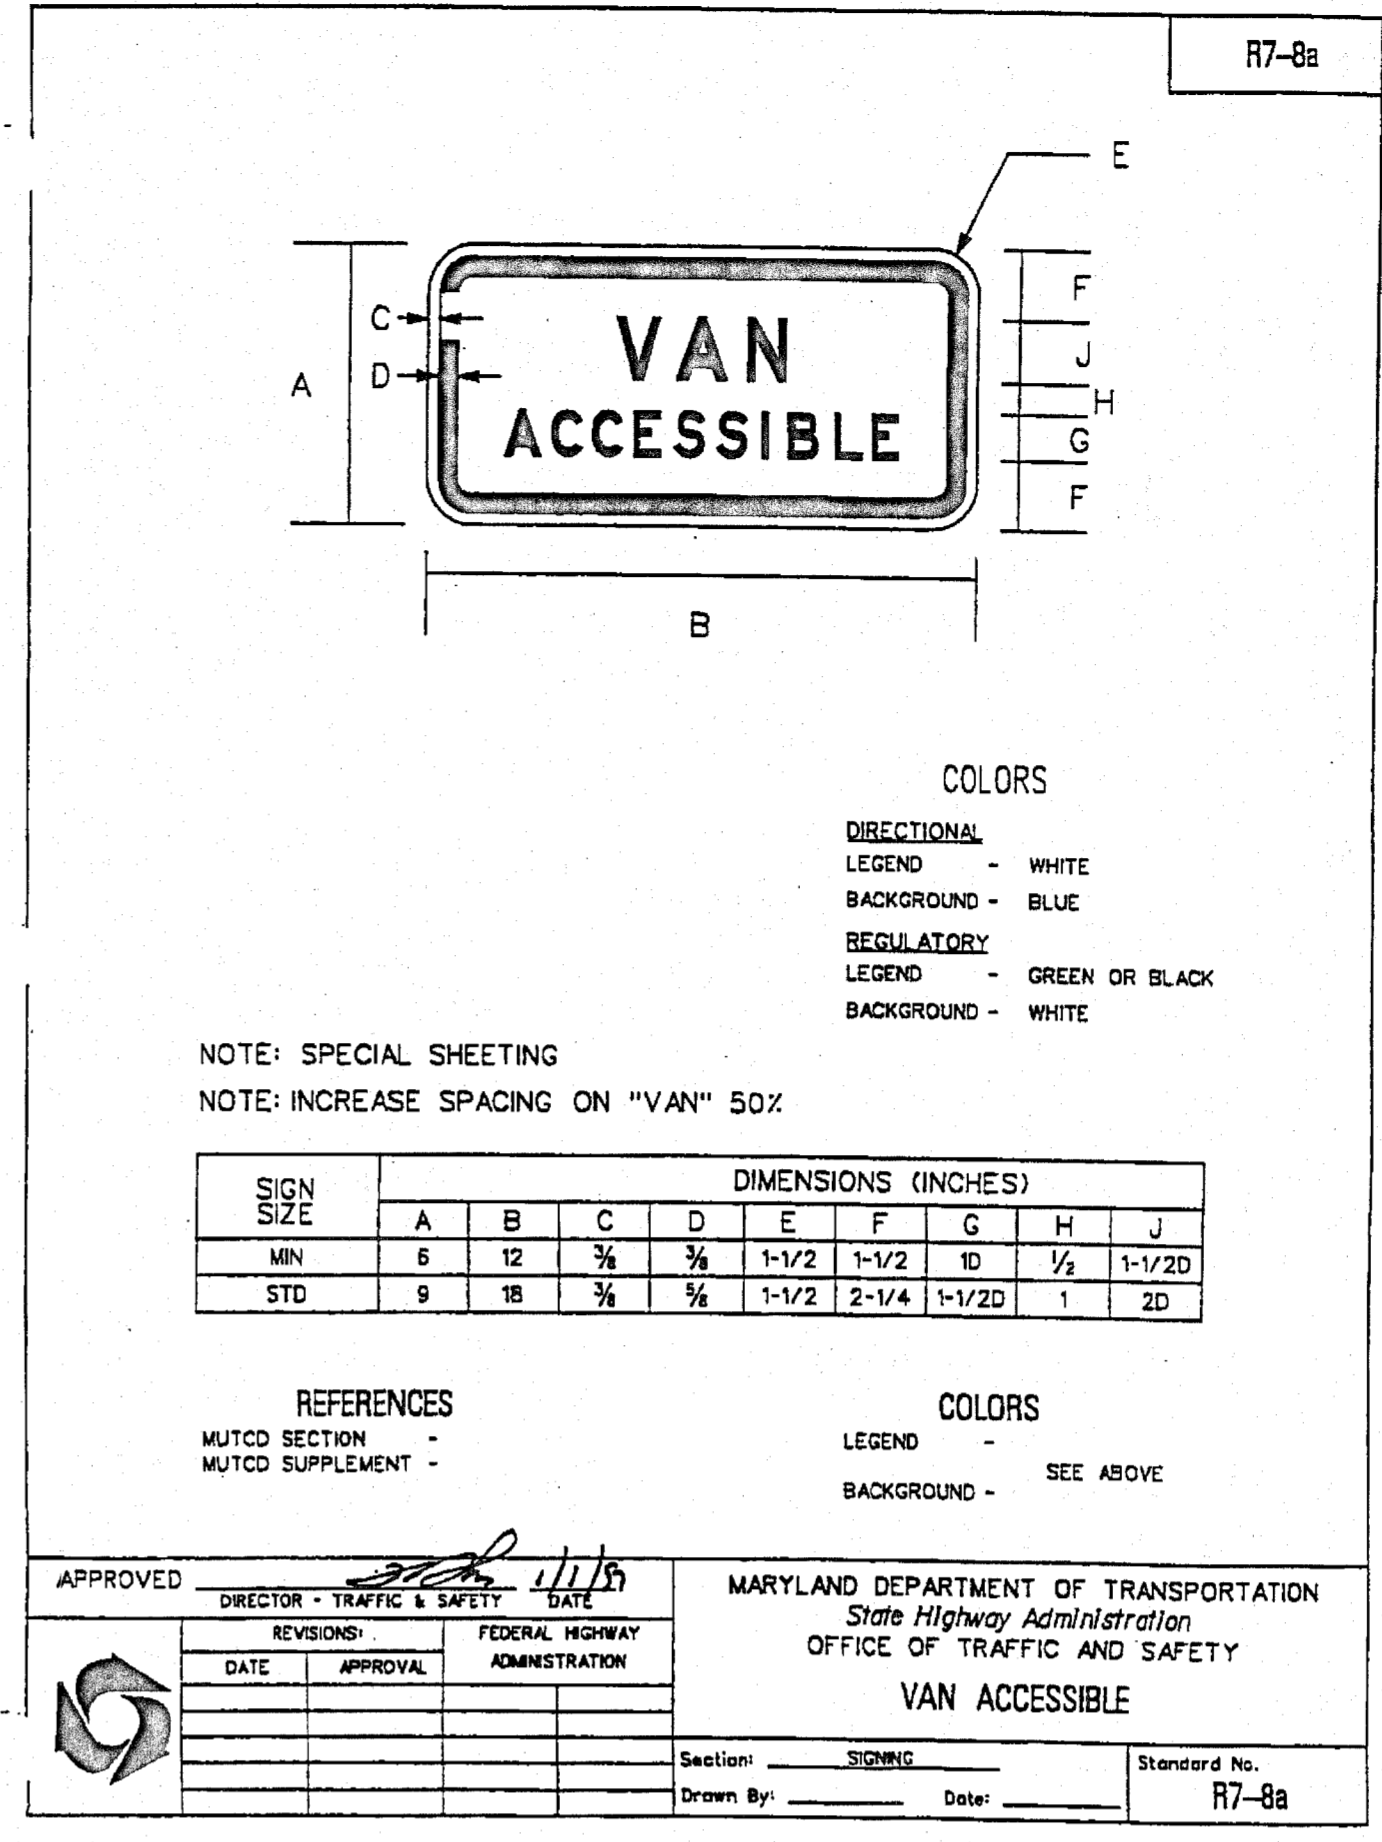 R7-8a
E
F
C
J
D
A
H
G
F
VAN
ACCESSIBLE
B
COLORS
DIRECTIONAL
LEGEND - WHITE
BACKGROUND - BLUE
REGULATORY
LEGEND - GREEN OR BLACK
BACKGROUND - WHITE
NOTE: SPECIAL SHEETING
NOTE: INCREASE SPACING ON "VAN" 50%
SIGN SIZE DIMENSIONS (INCHES)
A B C D E F G H J
MIN 6 12 3/8 3/8 1-1/2 1-1/2 1D 1/2 1-1/2D
STD 9 18 3/8 5/8 1-1/2 2-1/4 1-1/2D 1 2D
REFERENCES
MUTCD SECTION -
MUTCD SUPPLEMENT -
COLORS
LEGEND -
SEE ABOVE
BACKGROUND -
APPROVED
DIRECTOR - TRAFFIC & SAFETY DATE
REVISIONS: FEDERAL HIGHWAY ADMINISTRATION
DATE APPROVAL
MARYLAND DEPARTMENT OF TRANSPORTATION
State Highway Administration
OFFICE OF TRAFFIC AND SAFETY
VAN ACCESSIBLE
Section: SIGNING
Drawn By: Date:
Standard No.
R7-8a